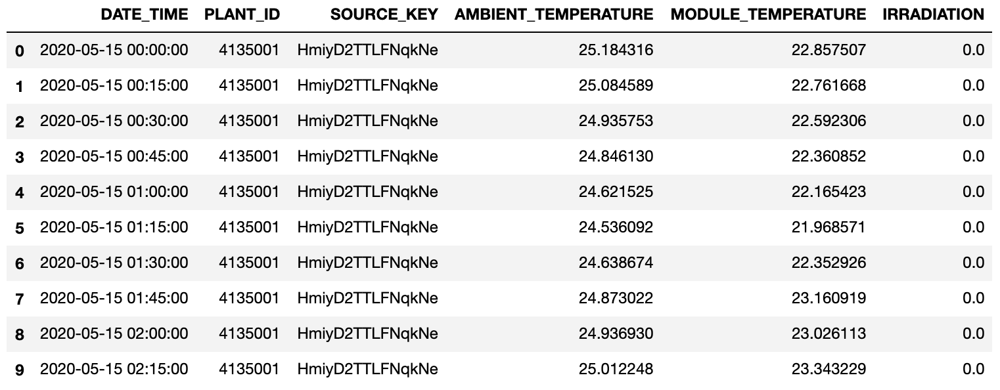 DATE_TIME PLANT_ID SOURCE_KEY AMBIENT_TEMPERATURE MODULE_TEMPERATURE IRRADIATION
0 2020-05-15 00:00:00 4135001 HmiyD2TTLFNqkNe 25.184316 22.857507 0.0
1 2020-05-15 00:15:00 4135001 HmiyD2TTLFNqkNe 25.084589 22.761668 0.0
2 2020-05-15 00:30:00 4135001 HmiyD2TTLFNqkNe 24.935753 22.592306 0.0
3 2020-05-15 00:45:00 4135001 HmiyD2TTLFNqkNe 24.846130 22.360852 0.0
4 2020-05-15 01:00:00 4135001 HmiyD2TTLFNqkNe 24.621525 22.165423 0.0
5 2020-05-15 01:15:00 4135001 HmiyD2TTLFNqkNe 24.536092 21.968571 0.0
6 2020-05-15 01:30:00 4135001 HmiyD2TTLFNqkNe 24.638674 22.352926 0.0
7 2020-05-15 01:45:00 4135001 HmiyD2TTLFNqkNe 24.873022 23.160919 0.0
8 2020-05-15 02:00:00 4135001 HmiyD2TTLFNqkNe 24.936930 23.026113 0.0
9 2020-05-15 02:15:00 4135001 HmiyD2TTLFNqkNe 25.012248 23.343229 0.0